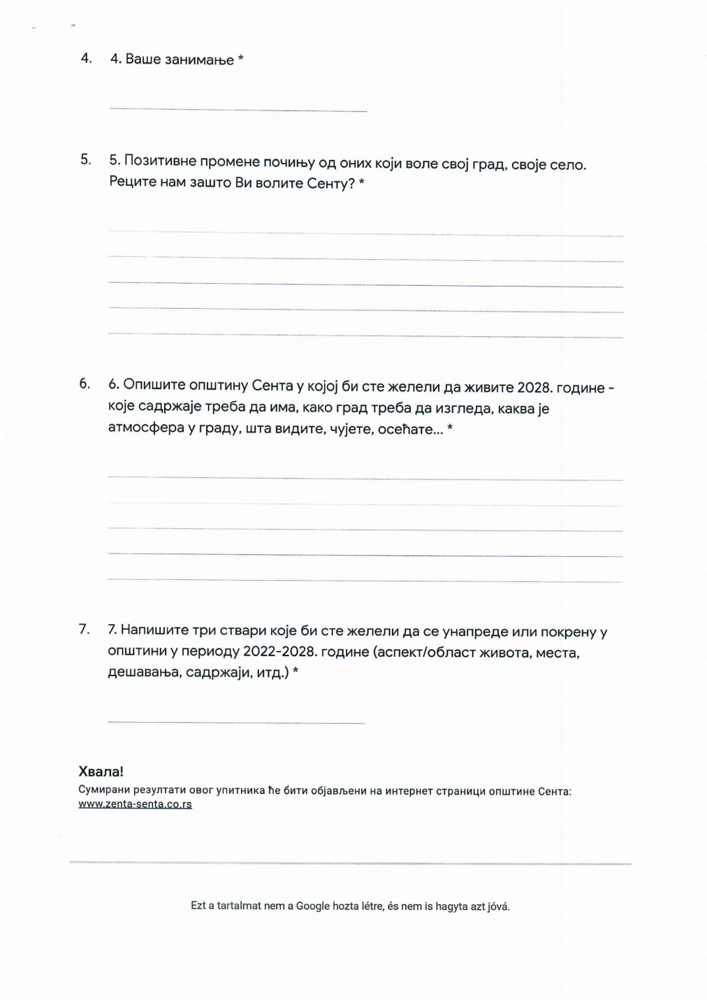 4. 4. Ваше занимање *
5. 5. Позитивне промене почињу од оних који воле свој град, своје село.
Реците нам зашто Ви волите Сенту? *
6. 6. Опишите општину Сента у којој би сте желели да живите 2028. године -
које садржаје треба да има, како град треба да изгледа, каква је
атмосфера у граду, шта видите, чујете, осећате... *
7. 7. Напишите три ствари које би сте желели да се унапреде или покрену у
општини у периоду 2022-2028. године (аспект/област живота, места,
дешавања, садржаји, итд.) *
Хвала!
Сумирани резултати овог упитника ће бити објављени на интернет страници општине Сента:
www.zenta-senta.co.rs
Ezt a tartalmat nem a Google hozta létre, és nem is hagyta azt jóvá.